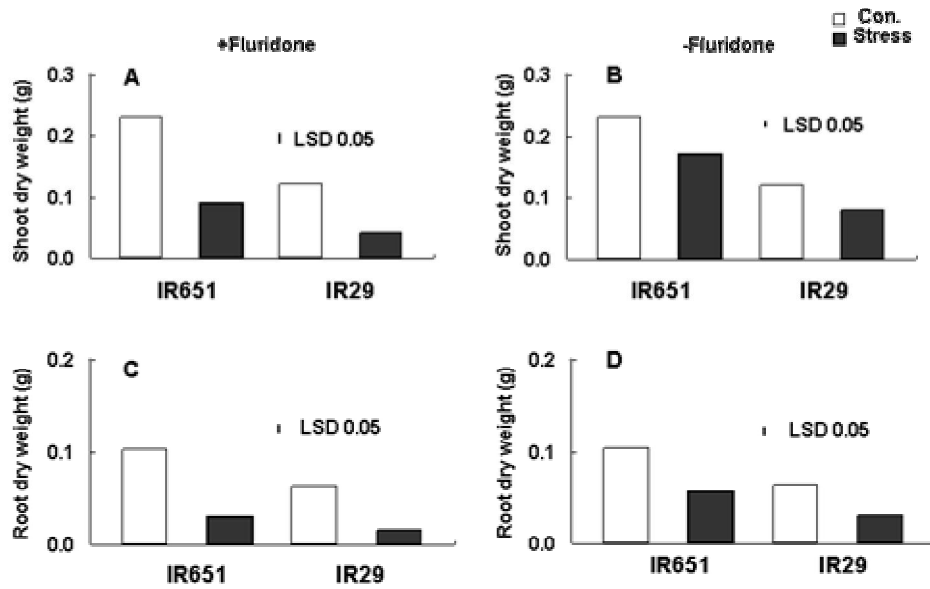 Con.
Stress
+Fluridone
-Fluridone
A
Shoot dry weight (g)
0.3
0.2
0.1
0.0
LSD 0.05
IR651 IR29
B
Shoot dry weight (g)
0.3
0.2
0.1
0.0
LSD 0.05
IR651 IR29
C
Root dry weight (g)
0.2
0.1
0.0
LSD 0.05
IR651 IR29
D
Root dry weight (g)
0.2
0.1
0.0
LSD 0.05
IR651 IR29